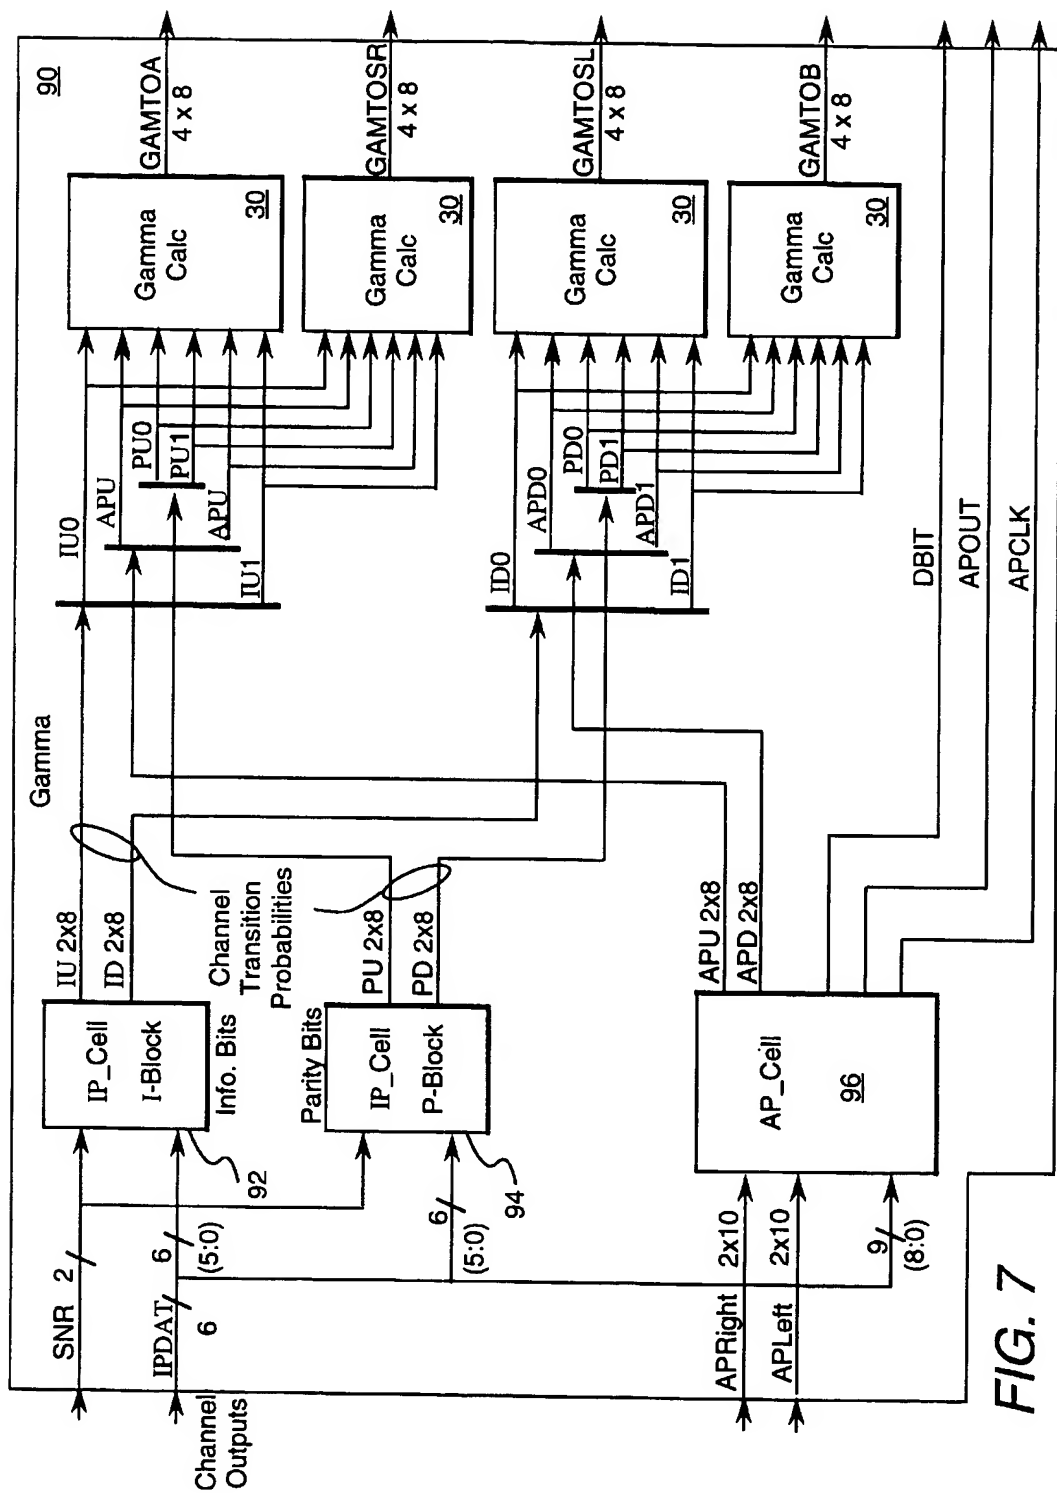 90
Gamma
SNR
2
IPDAT
6
6
(5:0)
Channel
Outputs
IP_Cell
I-Block
Info. Bits
92
IU 2x8
ID 2x8
Channel
Transition
Probabilities
Parity Bits
IP_Cell
P-Block
94
6
(5:0)
PU 2x8
PD 2x8
APRight
2x10
APLeft
2x10
9
(8:0)
AP_Cell
96
APU 2x8
APD 2x8
IU0
APU
PU0
PU1
APU
IU1
ID0
APD0
PD0
PD1
APD1
ID1
Gamma
Calc
30
GAMTOA
4 x 8
Gamma
Calc
30
GAMTOSR
4 x 8
Gamma
Calc
30
GAMTOSL
4 x 8
Gamma
Calc
30
GAMTOB
4 x 8
DBIT
APOUT
APCLK
FIG. 7